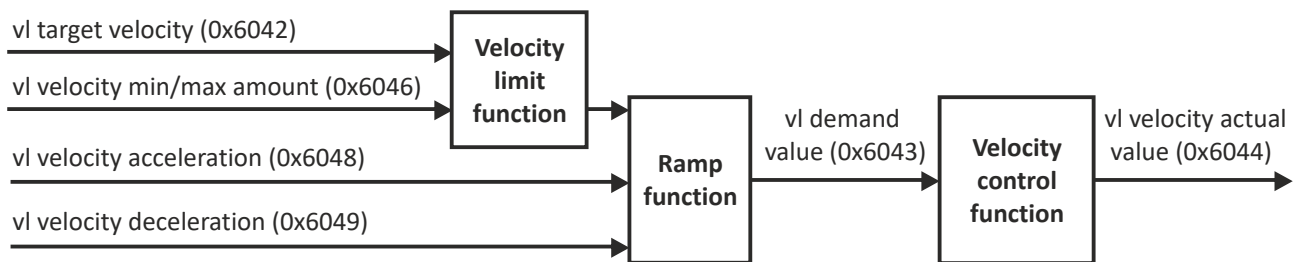 vl target velocity (0x6042)
vl velocity min/max amount (0x6046)
Velocity
limit
function
vl velocity acceleration (0x6048)
vl velocity deceleration (0x6049)
Ramp
function
vl demand
value (0x6043)
Velocity
control
function
vl velocity actual
value (0x6044)